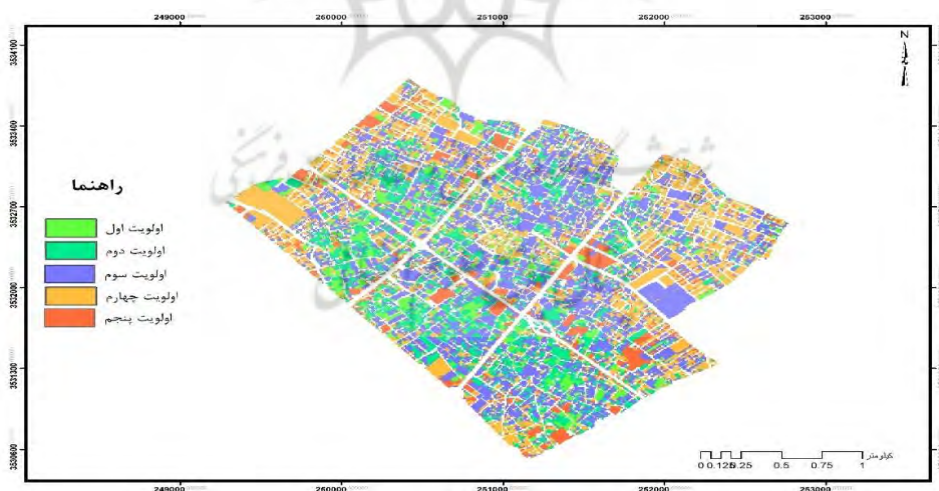 249000 250000 251000 252000 253000
3534100
3533400
3532700
3532000
3531300
3530600
N
راهنما
اولویت اول
اولویت دوم
اولویت سوم
اولویت چهارم
اولویت پنجم
کیلومتر
0 0.125 0.25 0.5 0.75 1
249000 250000 251000 252000 253000